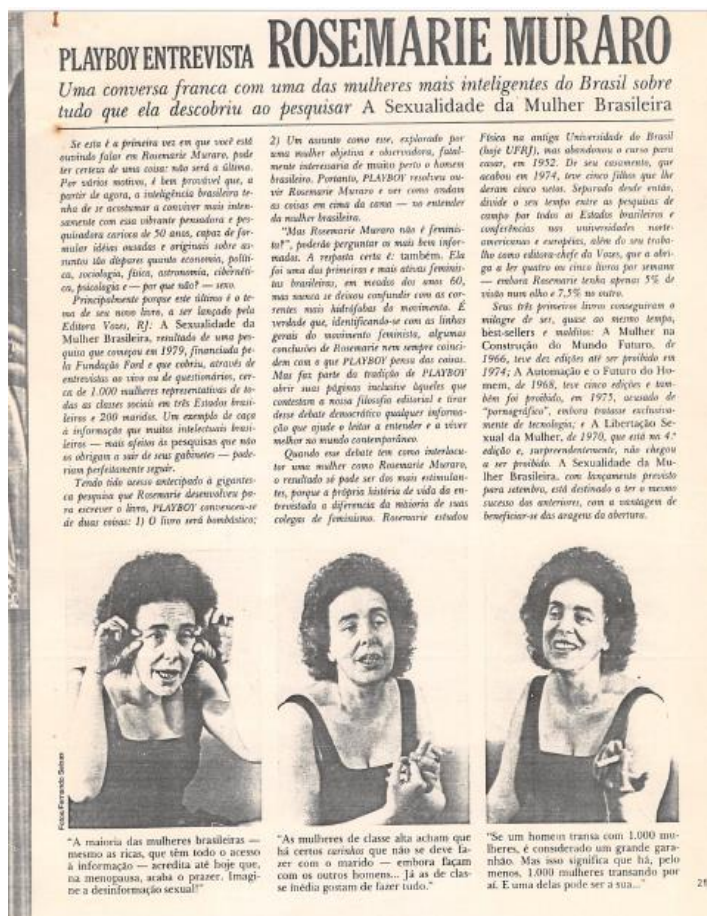 PLAYBOY ENTREVISTA ROSEMARIE MURARO
Uma conversa franca com uma das mulheres mais inteligentes do Brasil sobre
tudo que ela descobriu ao pesquisar A Sexualidade da Mulher Brasileira
Se esta é a primeira vez em que você está
ouvindo falar em Rosemarie Muraro, pode
ter certeza de uma coisa: não será a última.
Por vários motivos, é bem provável que, a
partir de agora, a inteligência brasileira te-
nha de se acostumar a conviver mais inten-
samente com essa vibrante pensadora e pes-
quisadora carioca de 50 anos, capaz de for-
mular idéias ousadas e originais sobre as-
suntos tão díspares quanto economia, políti-
ca, sociologia, física, astronomia, cibernéti-
ca, psicologia e — por que não? — sexo.
Principalmente porque este último é o te-
ma de seu novo livro, a ser lançado pela
Editora Vozes, RJ: A Sexualidade da
Mulher Brasileira, resultado de uma pes-
quisa que começou em 1979, financiada pe-
la Fundação Ford e que cobriu, através de
entrevistas ao vivo ou de questionários, cer-
ca de 1.000 mulheres representativas de to-
das as classes sociais em três Estados brasi-
leiros e 200 maridos. Um exemplo de caça
à informação que muitos intelectuais brasi-
leiros — mais afeitos às pesquisas que não
os obrigam a sair de seus gabinetes — pode-
riam perfeitamente seguir.
Tendo tido acesso antecipado à gigantes-
ca pesquisa que Rosemarie desenvolveu pa-
ra escrever o livro, PLAYBOY convenceu-se
de duas coisas: 1) O livro será bombástico;
2) Um assunto como esse, explorado por
uma mulher objetiva e observadora, fatal-
mente interessaria de muito perto o homem
brasileiro. Portanto, PLAYBOY resolveu ou-
vir Rosemarie Muraro e ver como andam
as coisas em cima da cama — no entender
da mulher brasileira.
"Mas Rosemarie Muraro não é feminis-
ta?", poderão perguntar os mais bem infor-
mados. A resposta certa é: também. Ela
foi uma das primeiras e mais ativas feminis-
tas brasileiras, em meados dos anos 60,
mas nunca se deixou confundir com as cor-
rentes mais hidrófobas do movimento. É
verdade que, identificando-se com as linhas
gerais do movimento feminista, algumas
conclusões de Rosemarie nem sempre coinci-
dem com o que PLAYBOY pensa das coisas.
Mas faz parte da tradição de PLAYBOY
abrir suas páginas inclusive àqueles que
contestam a nossa filosofia editorial e tirar
desse debate democrático qualquer informa-
ção que ajude o leitor a entender e a viver
melhor no mundo contemporâneo.
Quando esse debate tem como interlocu-
tor uma mulher como Rosemarie Muraro,
o resultado só pode ser dos mais estimulan-
tes, porque a própria história de vida da en-
trevistada a diferencia da maioria de suas
colegas de feminismo. Rosemarie estudou
Física na antiga Universidade do Brasil
(hoje UFRJ), mas abandonou o curso para
casar, em 1952. De seu casamento, que
acabou em 1974, teve cinco filhos que lhe
deram cinco netos. Separada desde então,
divide o seu tempo entre as pesquisas de
campo por todos os Estados brasileiros e
conferências nas universidades norte-
americanas e européias, além do seu traba-
lho como editora-chefe da Vozes, que a obri-
ga a ler quatro ou cinco livros por semana
— embora Rosemarie tenha apenas 5% de
visão num olho e 7,5% no outro.
Seus três primeiros livros conseguiram o
milagre de ser, quase ao mesmo tempo,
best-sellers e malditos: A Mulher na
Construção do Mundo Futuro, de
1966, teve dez edições até ser proibido em
1974; A Automação e o Futuro do Ho-
mem, de 1968, teve cinco edições e tam-
bém foi proibido, em 1975, acusado de
"pornográfico", embora tratasse exclusiva-
mente de tecnologia; e A Libertação Se-
xual da Mulher, de 1970, que está na 4.ª
edição e, surpreendentemente, não chegou
a ser proibido. A Sexualidade da Mu-
lher Brasileira, com lançamento previsto
para setembro, está destinado a ter o mesmo
sucesso dos anteriores, com a vantagem de
beneficiar-se das aragens da abertura.
Fotos Fernando Seixas
"A maioria das mulheres brasileiras —
mesmo as ricas, que têm todo o acesso
à informação — acredita até hoje que,
na menopausa, acaba o prazer. Imagi-
ne a desinformação sexual!"
"As mulheres de classe alta acham que
há certos carinhos que não se deve fa-
zer com o marido — embora façam
com os outros homens... Já as de clas-
se média gostam de fazer tudo."
"Se um homem transa com 1.000 mu-
lheres, é considerado um grande gara-
nhão. Mas isso significa que há, pelo
menos, 1.000 mulheres transando por
aí. E uma delas pode ser a sua..."